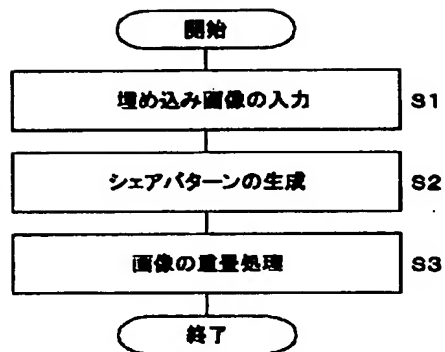 開始
埋め込み画像の入力 S1
シェアパターンの生成 S2
画像の重畳処理 S3
終了